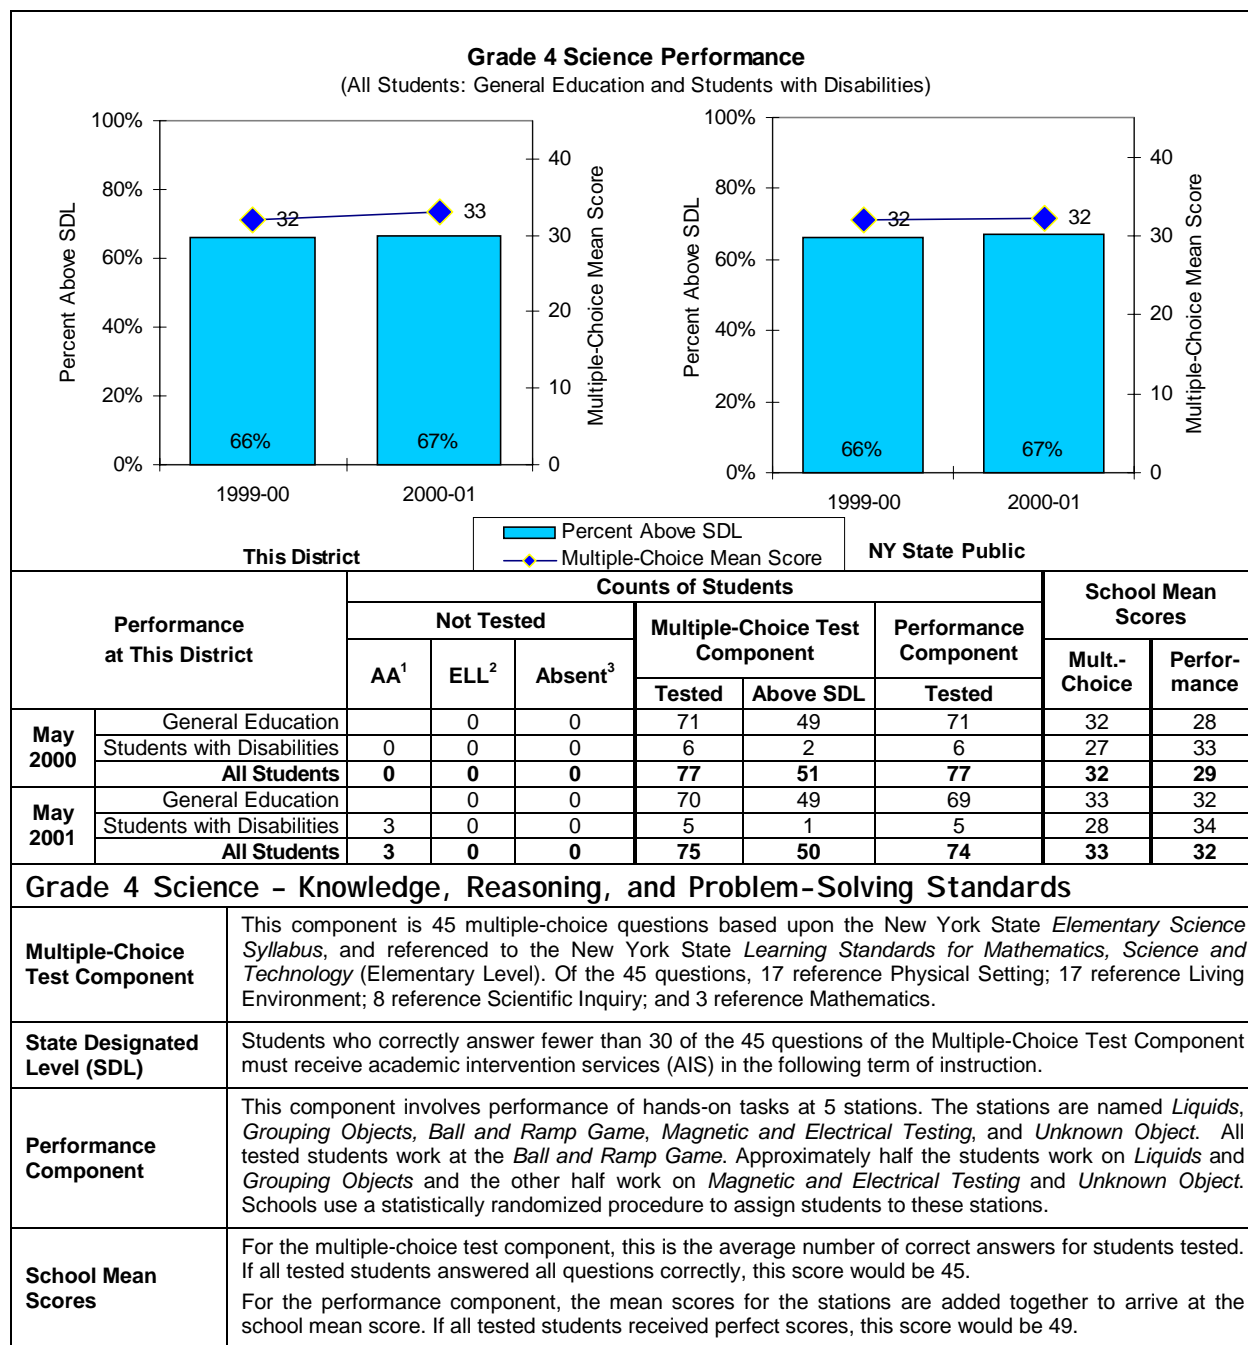 Grade 4 Science Performance
(All Students: General Education and Students with Disabilities)
100%
80%
60%
40%
20%
0%
Percent Above SDL
32
33
66%
67%
1999-00
2000-01
40
30
20
10
0
Multiple-Choice Mean Score
This District
100%
80%
60%
40%
20%
0%
Percent Above SDL
32
32
66%
67%
1999-00
2000-01
40
30
20
10
0
Multiple-Choice Mean Score
NY State Public
Percent Above SDL
Multiple-Choice Mean Score
Performance
at This District
Counts of Students
School Mean
Scores
Not Tested
Multiple-Choice Test
Component
Performance
Component
AA¹ ELL² Absent³
Mult.-
Choice
Perfor-
mance
Tested Above SDL Tested
May
2000
General Education 0 0 71 49 71 32 28
Students with Disabilities 0 0 0 6 2 6 27 33
All Students 0 0 0 77 51 77 32 29
May
2001
General Education 0 0 70 49 69 33 32
Students with Disabilities 3 0 0 5 1 5 28 34
All Students 3 0 0 75 50 74 33 32
Grade 4 Science – Knowledge, Reasoning, and Problem-Solving Standards
Multiple-Choice
Test Component
This component is 45 multiple-choice questions based upon the New York State Elementary Science
Syllabus, and referenced to the New York State Learning Standards for Mathematics, Science and
Technology (Elementary Level). Of the 45 questions, 17 reference Physical Setting; 17 reference Living
Environment; 8 reference Scientific Inquiry; and 3 reference Mathematics.
State Designated
Level (SDL)
Students who correctly answer fewer than 30 of the 45 questions of the Multiple-Choice Test Component
must receive academic intervention services (AIS) in the following term of instruction.
Performance
Component
This component involves performance of hands-on tasks at 5 stations. The stations are named Liquids,
Grouping Objects, Ball and Ramp Game, Magnetic and Electrical Testing, and Unknown Object. All
tested students work at the Ball and Ramp Game. Approximately half the students work on Liquids and
Grouping Objects and the other half work on Magnetic and Electrical Testing and Unknown Object.
Schools use a statistically randomized procedure to assign students to these stations.
School Mean
Scores
For the multiple-choice test component, this is the average number of correct answers for students tested.
If all tested students answered all questions correctly, this score would be 45.
For the performance component, the mean scores for the stations are added together to arrive at the
school mean score. If all tested students received perfect scores, this score would be 49.